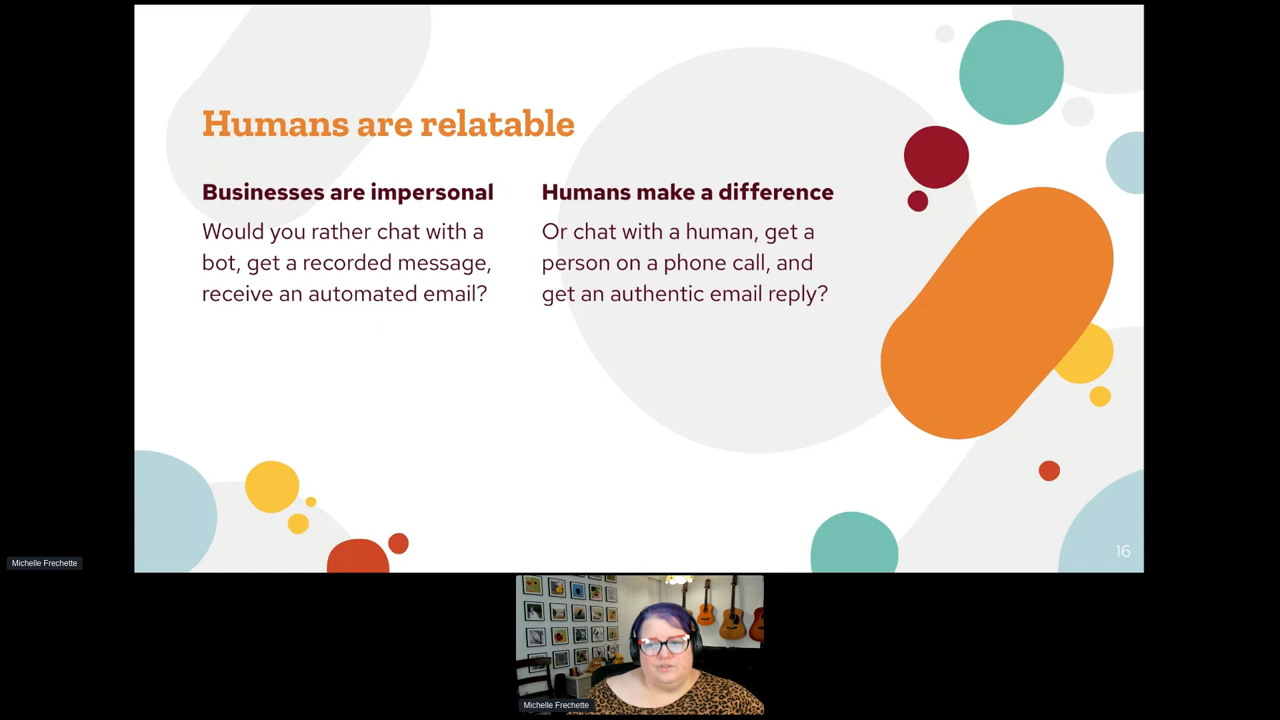 Humans are relatable
Businesses are impersonal
Would you rather chat with a
bot, get a recorded message,
receive an automated email?
Humans make a difference
Or chat with a human, get a
person on a phone call, and
get an authentic email reply?
16
Michelle Frechette
Michelle Frechette